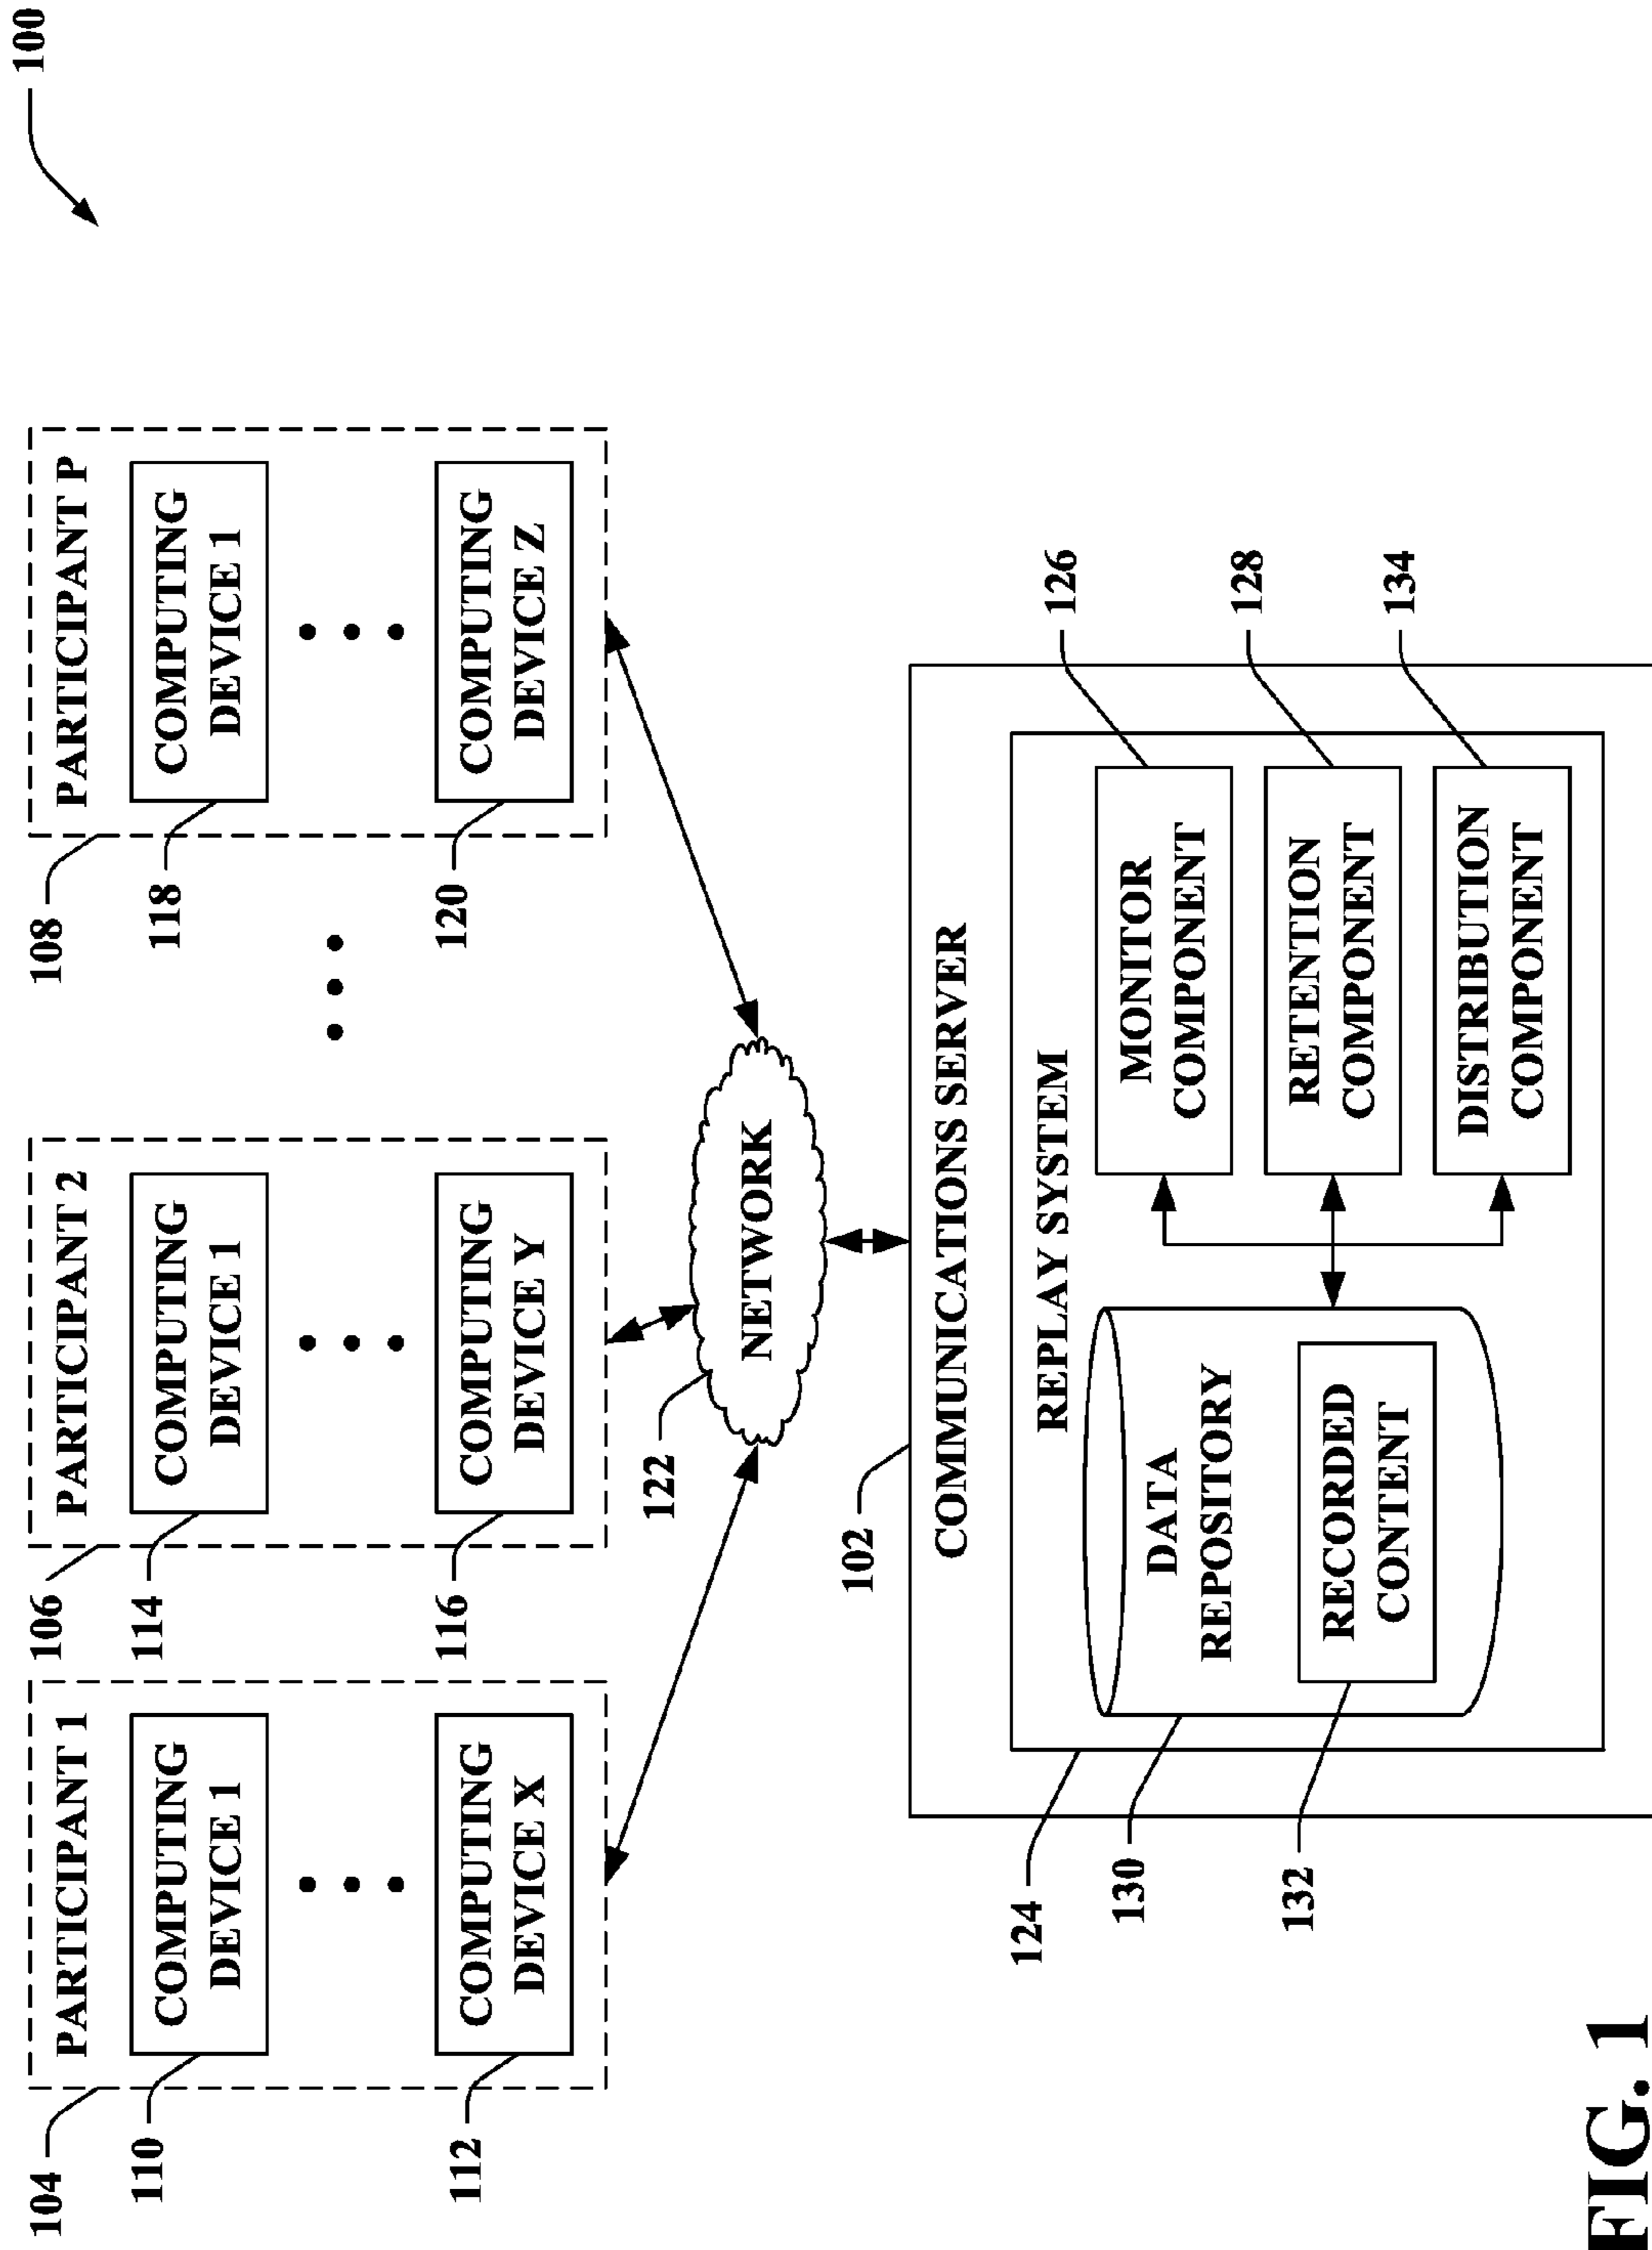 100
PARTICIPANT 1
COMPUTING
DEVICE 1
COMPUTING
DEVICE X
104
110
112
PARTICIPANT 2
COMPUTING
DEVICE 1
COMPUTING
DEVICE Y
106
114
116
PARTICIPANT P
COMPUTING
DEVICE 1
COMPUTING
DEVICE Z
108
118
120
122
NETWORK
102
COMMUNICATIONS SERVER
REPLAY SYSTEM
124
DATA
REPOSITORY
130
RECORDED
CONTENT
132
MONITOR
COMPONENT
126
RETENTION
COMPONENT
128
DISTRIBUTION
COMPONENT
134
FIG. 1